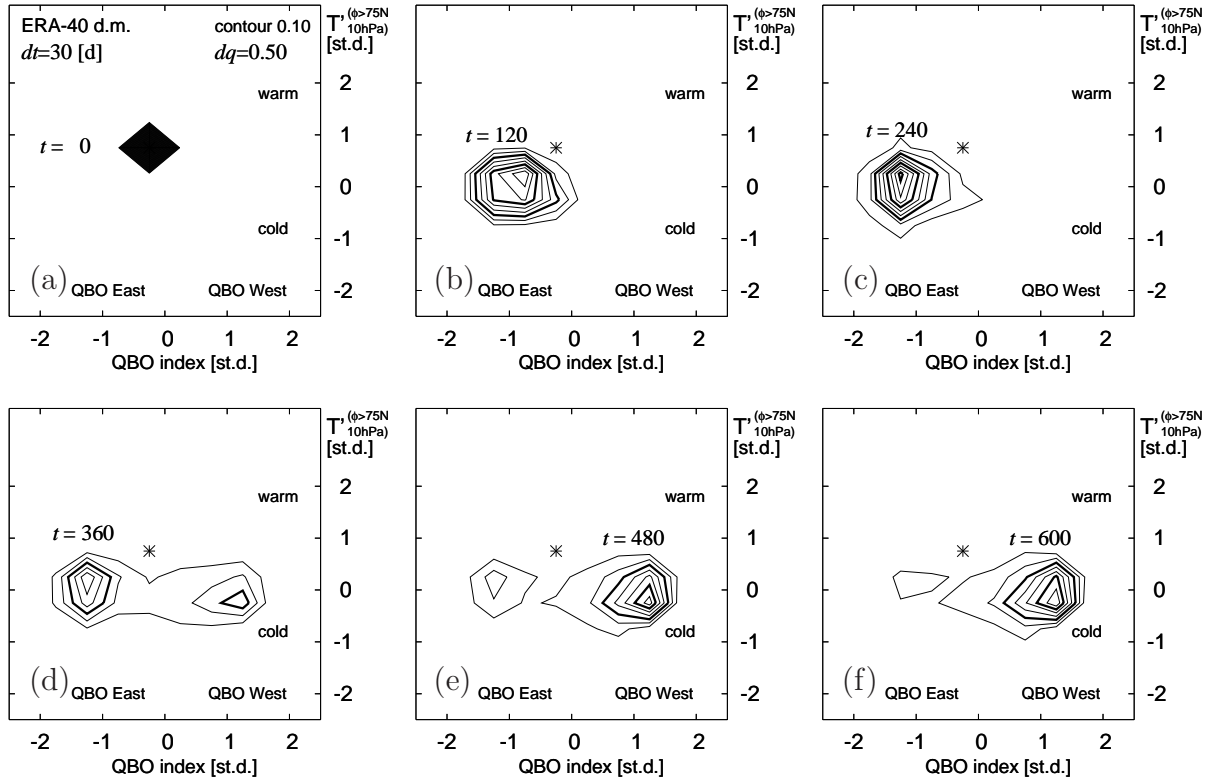 ERA-40 d.m. contour 0.10
dt=30 [d] dq=0.50
T'(ϕ>75N
10hPa)
[st.d.]
2
warm
t = 0
1
0
cold
-1
(a) QBO East QBO West
-2
-2 -1 0 1 2
QBO index [st.d.]
T'(ϕ>75N
10hPa)
[st.d.]
2
warm
t = 120
1
0
cold
-1
(b) QBO East QBO West
-2
-2 -1 0 1 2
QBO index [st.d.]
T'(ϕ>75N
10hPa)
[st.d.]
2
warm
t = 240
1
0
cold
-1
(c) QBO East QBO West
-2
-2 -1 0 1 2
QBO index [st.d.]
T'(ϕ>75N
10hPa)
[st.d.]
2
warm
t = 360
1
0
cold
-1
(d) QBO East QBO West
-2
-2 -1 0 1 2
QBO index [st.d.]
T'(ϕ>75N
10hPa)
[st.d.]
2
warm
t = 480
1
0
cold
-1
(e) QBO East QBO West
-2
-2 -1 0 1 2
QBO index [st.d.]
T'(ϕ>75N
10hPa)
[st.d.]
2
warm
t = 600
1
0
cold
-1
(f) QBO East QBO West
-2
-2 -1 0 1 2
QBO index [st.d.]